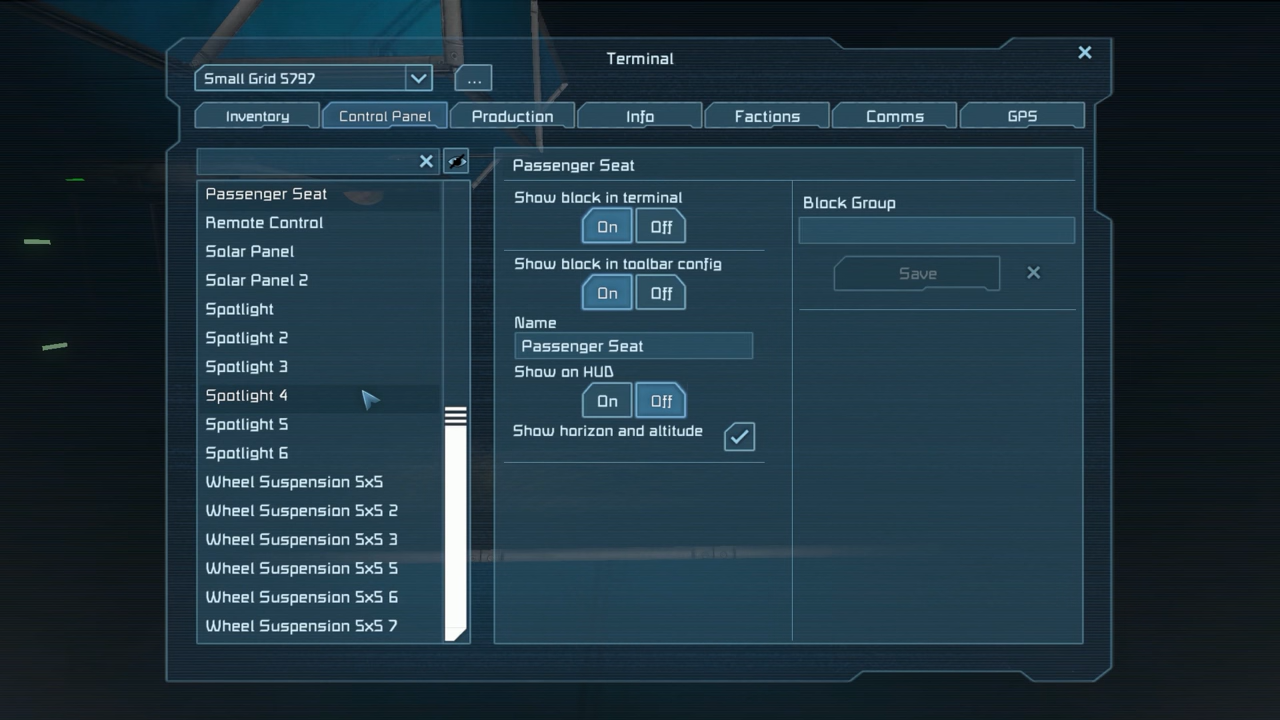 Terminal
Small Grid 5797
...
Inventory
Control Panel
Production
Info
Factions
Comms
GPS
Passenger Seat
Remote Control
Solar Panel
Solar Panel 2
Spotlight
Spotlight 2
Spotlight 3
Spotlight 4
Spotlight 5
Spotlight 6
Wheel Suspension 5x5
Wheel Suspension 5x5 2
Wheel Suspension 5x5 3
Wheel Suspension 5x5 5
Wheel Suspension 5x5 6
Wheel Suspension 5x5 7
Passenger Seat
Show block in terminal
On Off
Show block in toolbar config
On Off
Name
Passenger Seat
Show on HUD
On Off
Show horizon and altitude
Block Group
Save